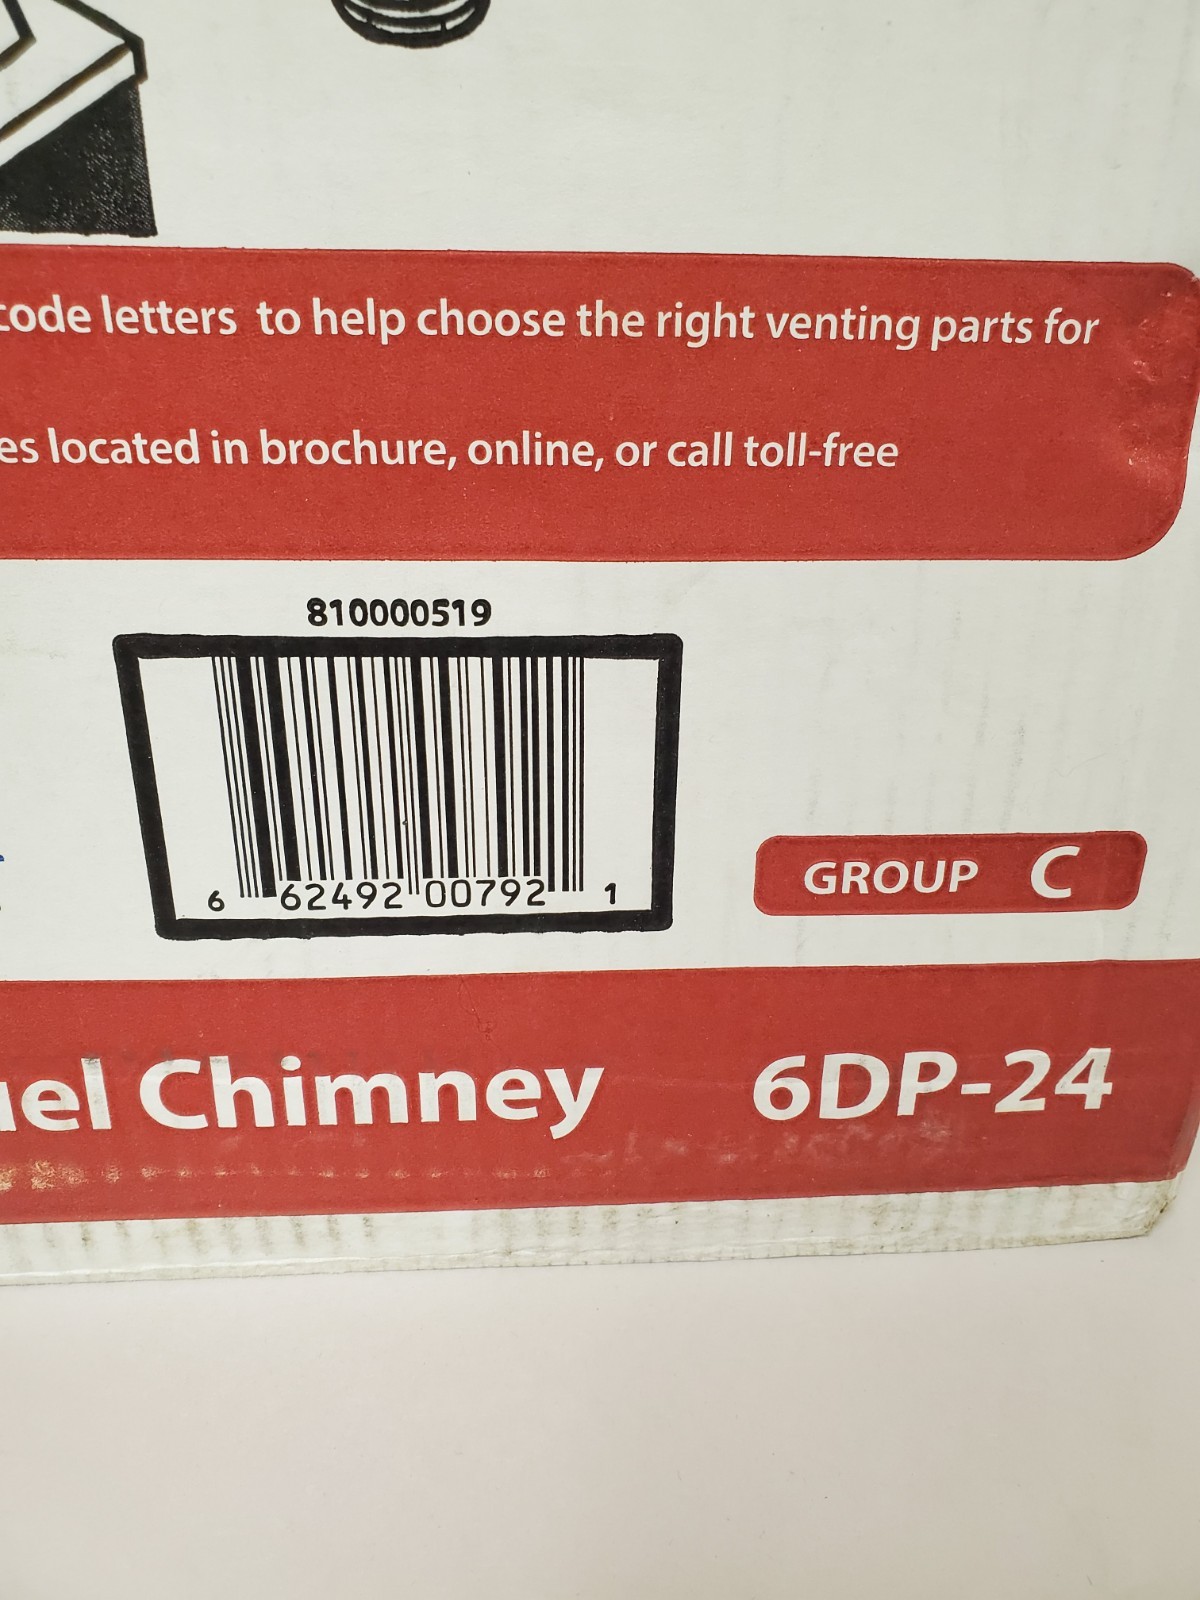 code letters to help choose the right venting parts for
es located in brochure, online, or call toll-free
810000519
6 62492 00792 1
GROUP C
uel Chimney 6DP-24